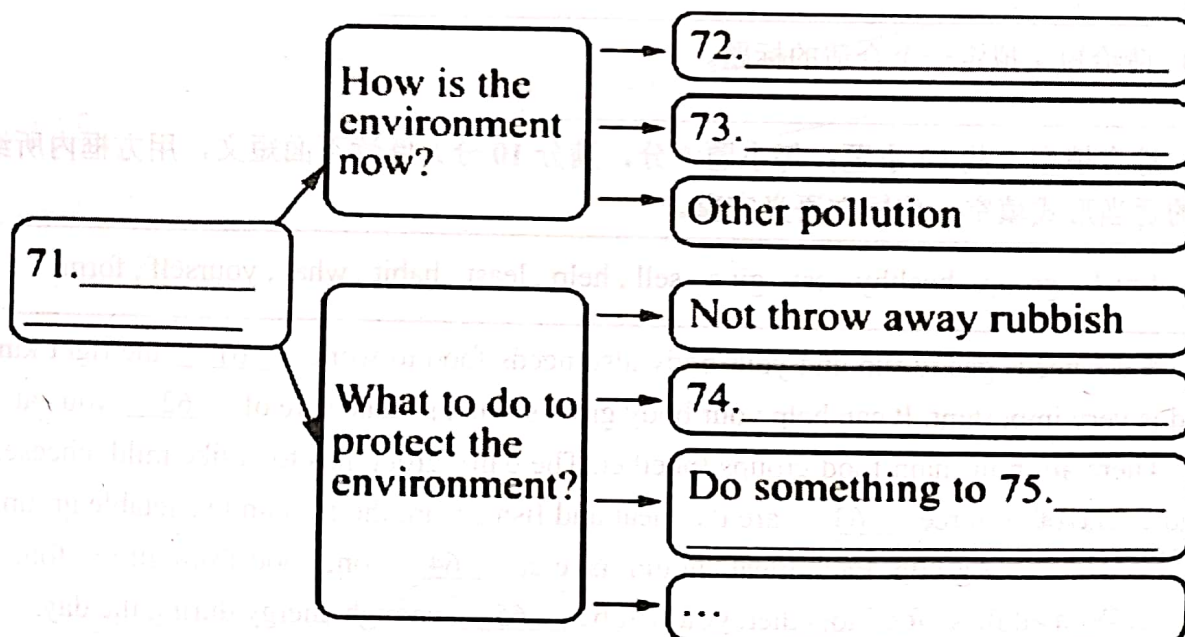 72.
How is the
environment
now?
73.
Other pollution
71.
Not throw away rubbish
What to do to
protect the
environment?
74.
Do something to 75.
...